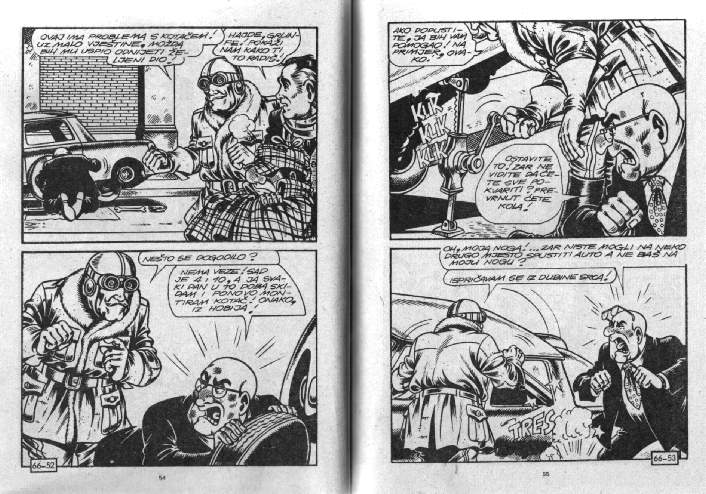 OVAJ IMA PROBLEMA S KOTAČEM!
UZ MALO VJEŠTINE, MOŽDA
BIH MU USPIO ODNIJETI ŽE-
LJENI DIO!
HAJDE, GRUN-
FE! POKAŽI
NAM KAKO TI
TO RADIŠ!
NEŠTO SE DOGODILO?
NEMA VEZE! SAD
JE 4 I 10, A JA SVA-
KI DAN U TO DOBA SKI-
DAM I PONOVO MON-
TIRAM KOTAČ! ONAKO,
IZ HOBIJA!
66-52
54
AKO DOPUSTI-
TE, JA BIH VAM
POMOGAO! NA
PRIMJER, OVA-
KO.
KLIK
KLIK
KLIK
OSTAVITE
TO! ZAR NE
VIDITE DA ĆE-
TE SVE PO-
KVARITI? PRE-
VRNUT ĆETE
KOLA!
OH, MOJA NOGA!...ZAR NISTE MOGLI NA NEKO
DRUGO MJESTO SPUSTITI AUTO A NE BAŠ NA
MOJU NOGU?
ISPRIČAVAM SE IZ DUBINE SRCA!
TRES
66-53
55